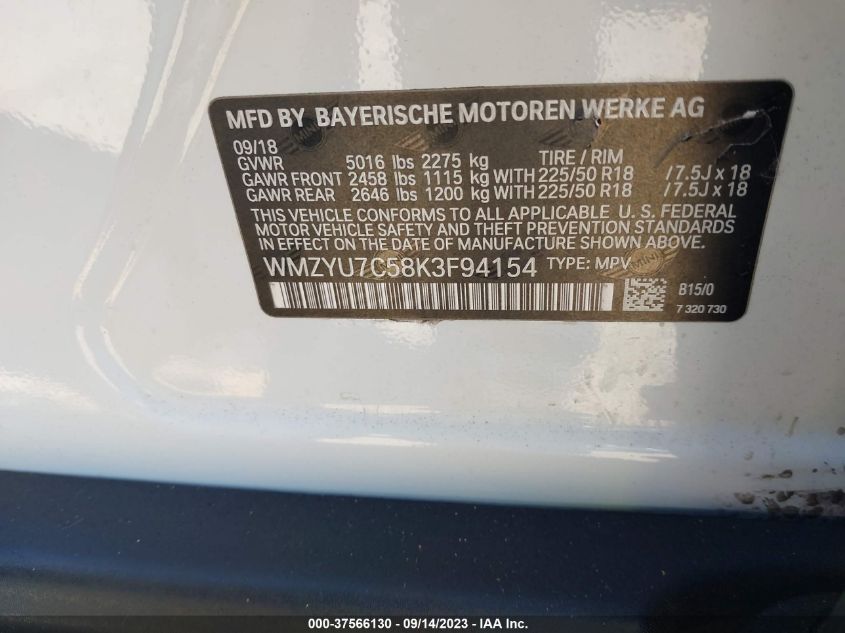 MFD BY BAYERISCHE MOTOREN WERKE AG
09/18
GVWR 5016 lbs 2275 kg TIRE / RIM
GAWR FRONT 2458 lbs 1115 kg WITH 225/50 R18 /7.5J x 18
GAWR REAR 2646 lbs 1200 kg WITH 225/50 R18 /7.5J x 18
THIS VEHICLE CONFORMS TO ALL APPLICABLE U. S. FEDERAL
MOTOR VEHICLE SAFETY AND THEFT PREVENTION STANDARDS
IN EFFECT ON THE DATE OF MANUFACTURE SHOWN ABOVE.
WMZYU7C58K3F94154 TYPE: MPV
B15/0
7 320 730
000-37566130 - 09/14/2023 - IAAI.com